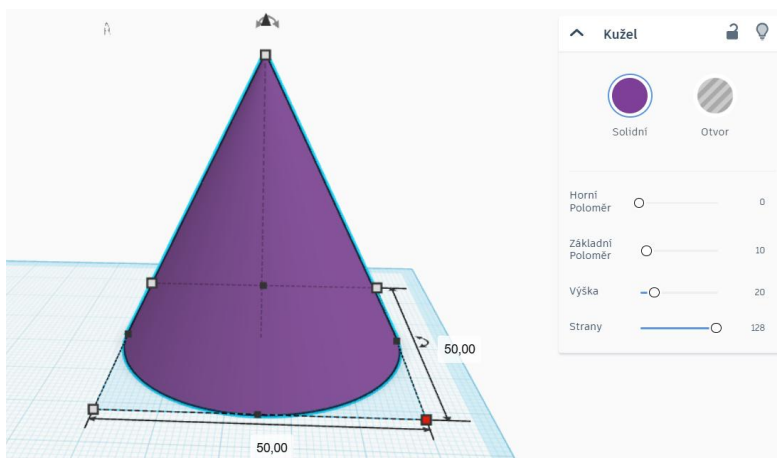 Kužel
Solidní
Otvor
Horní
Poloměr
0
Základní
Poloměr
10
Výška
20
Strany
128
50,00
50,00